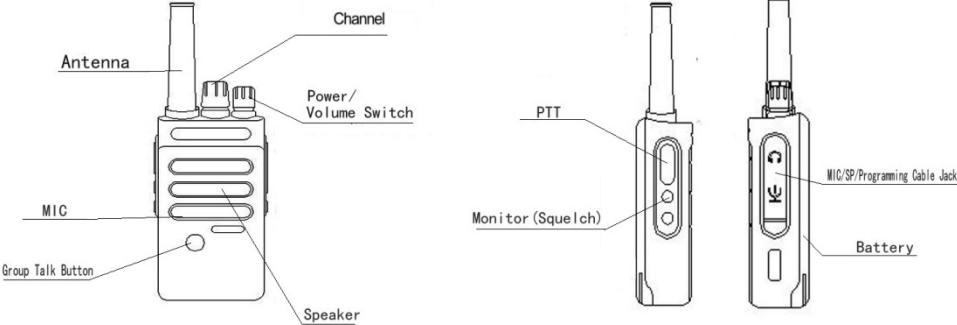 Channel
Antenna
Power/
Volume Switch
MIC
Group Talk Button
Speaker
PTT
Monitor(Squelch)
MIC/SP/Programming Cable Jack
Battery